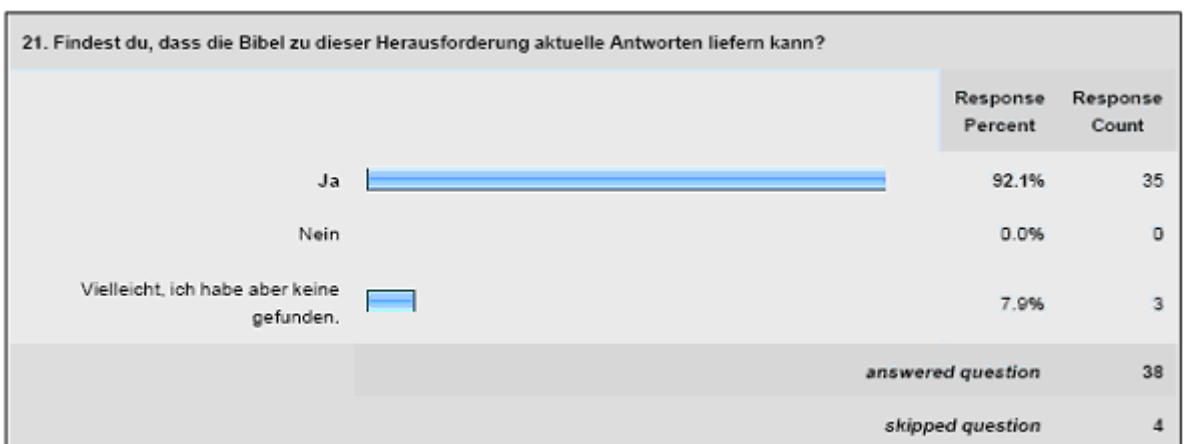 21. Findest du, dass die Bibel zu dieser Herausforderung aktuelle Antworten liefern kann?
Response Percent Response Count
Ja 92.1% 35
Nein 0.0% 0
Vielleicht, ich habe aber keine gefunden. 7.9% 3
answered question 38
skipped question 4